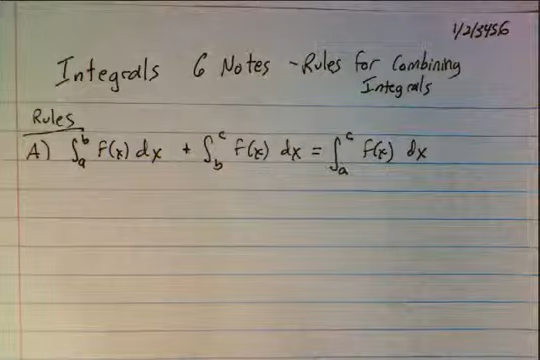 1/2/3456
Integrals 6 Notes - Rules for Combining
Integrals
Rules
A) ∫_a^b f(x) dx + ∫_b^c f(x) dx = ∫_a^c f(x) dx